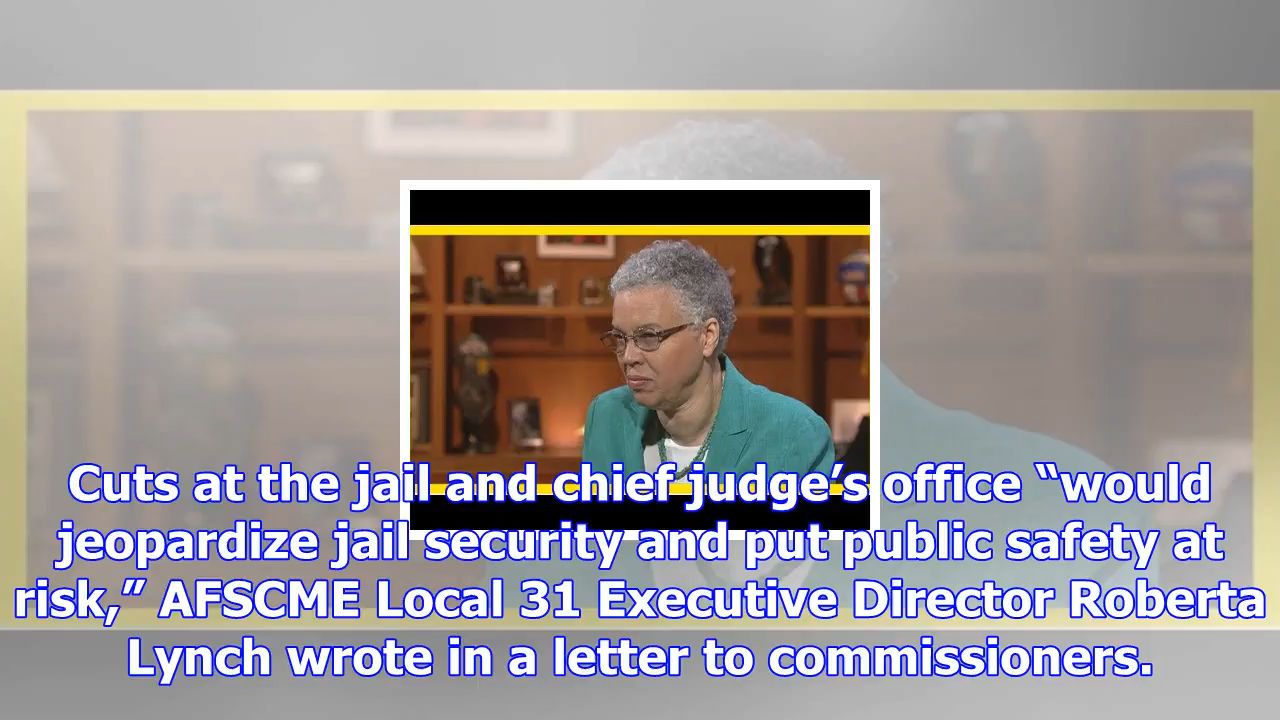 Cuts at the jail and chief judge’s office “would
jeopardize jail security and put public safety at
risk,” AFSCME Local 31 Executive Director Roberta
Lynch wrote in a letter to commissioners.